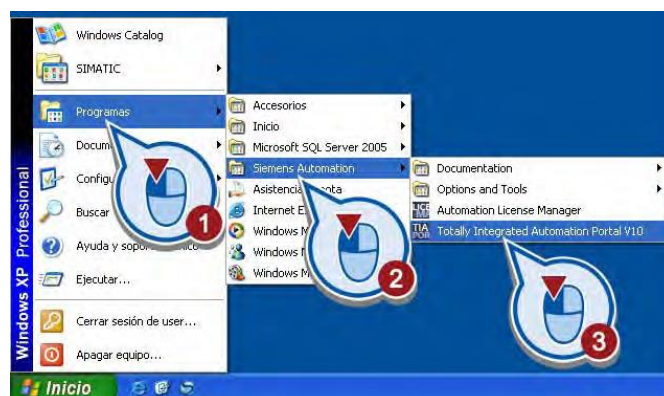 Windows XP Professional
Windows Catalog
SIMATIC
Programas
Docum
Configu
Buscar
Ayuda y sopo
Ejecutar...
Cerrar sesión de user...
Apagar equipo...
Inicio
1
Accesorios
Inicio
Microsoft SQL Server 2005
Siemens Automation
Asistencia
Internet E
Windows M
Windows
Windows M
2
Documentation
Options and Tools
Automation License Manager
TIA Totally Integrated Automation Portal V10
3